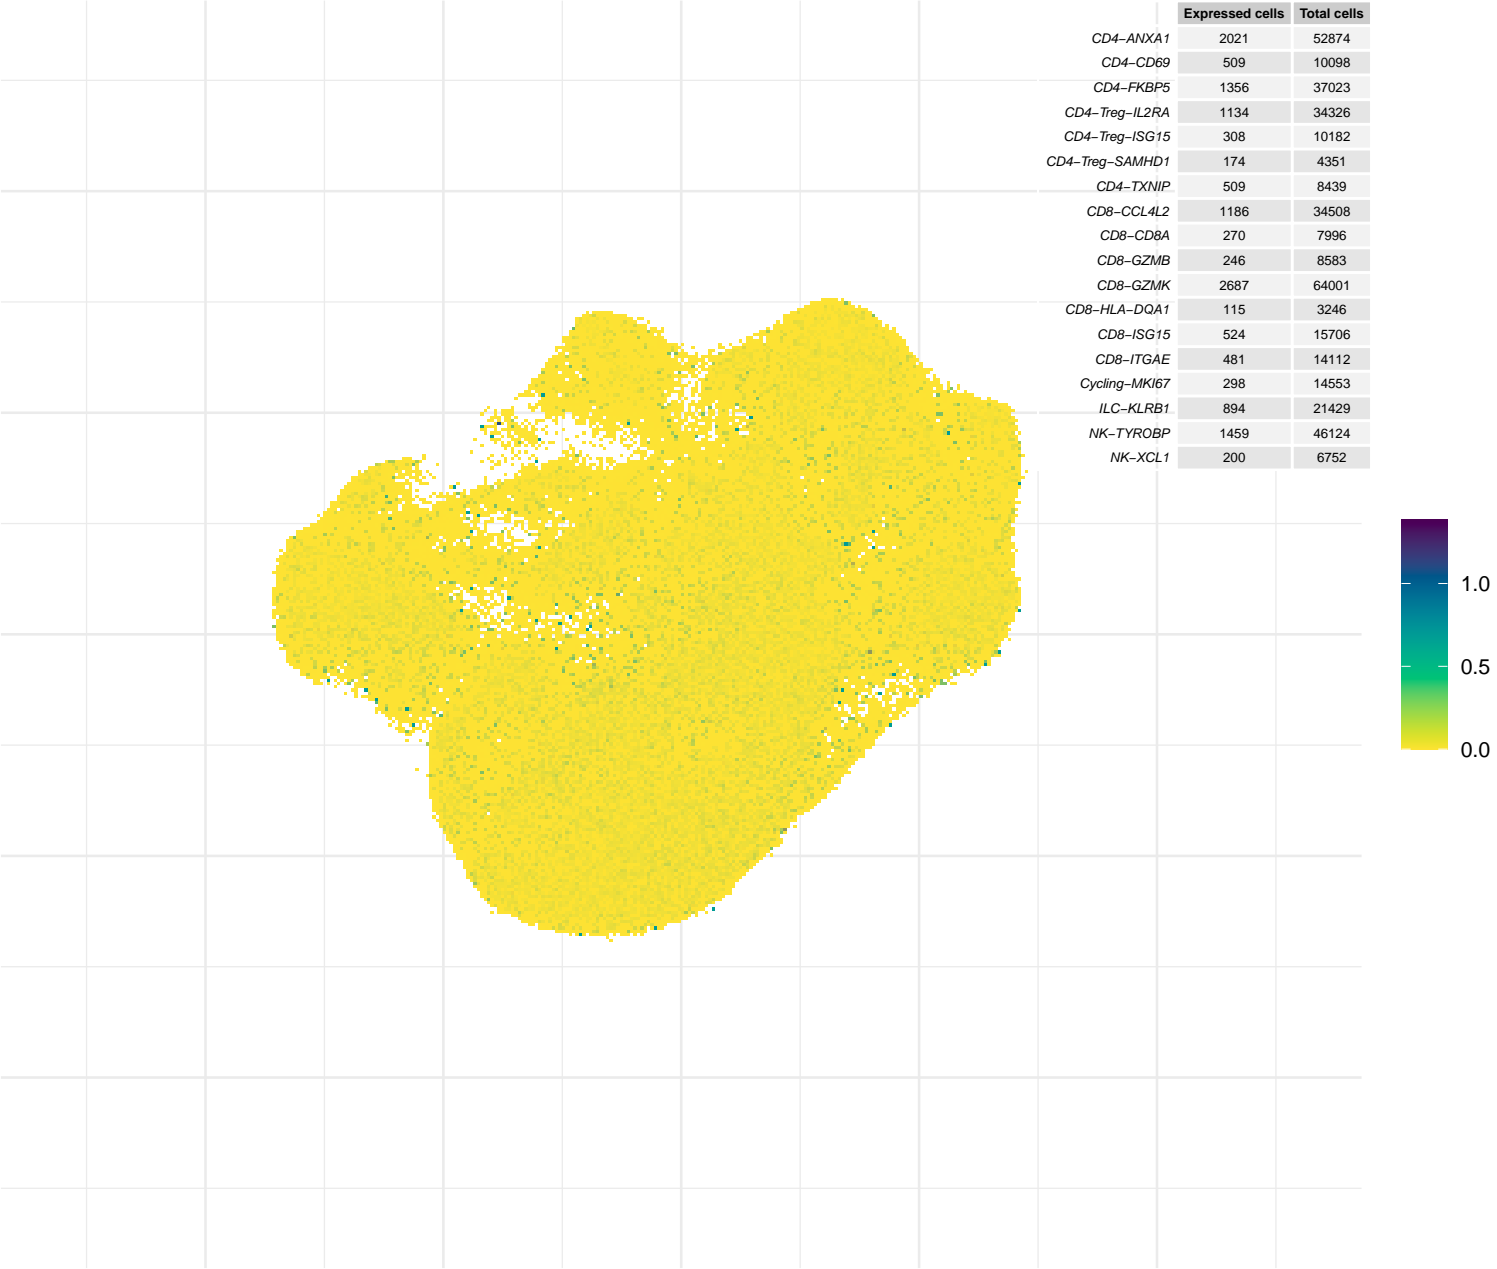 Expressed cells Total cells
CD4−ANXA1 2021 52874
CD4−CD69 509 10098
CD4−FKBP5 1356 37023
CD4−Treg−IL2RA 1134 34326
CD4−Treg−ISG15 308 10182
CD4−Treg−SAMHD1 174 4351
CD4−TXNIP 509 8439
CD8−CCL4L2 1186 34508
CD8−CD8A 270 7996
CD8−GZMB 246 8583
CD8−GZMK 2687 64001
CD8−HLA−DQA1 115 3246
CD8−ISG15 524 15706
CD8−ITGAE 481 14112
Cycling−MKI67 298 14553
ILC−KLRB1 894 21429
NK−TYROBP 1459 46124
NK−XCL1 200 6752
1.0
0.5
0.0